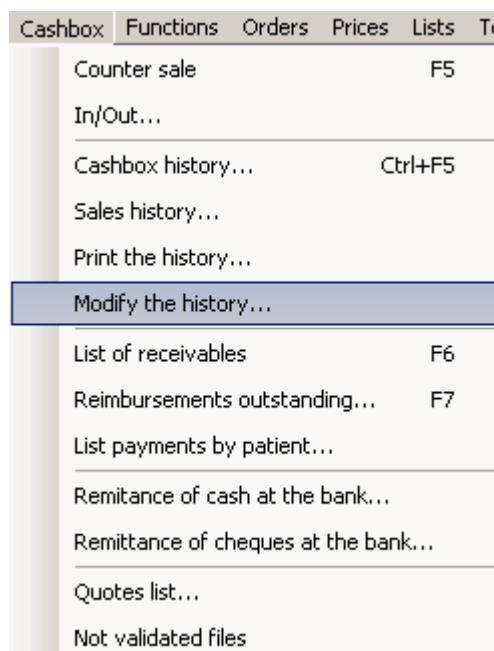 Cashbox Functions Orders Prices Lists
Counter sale F5
In/Out...
Cashbox history... Ctrl+F5
Sales history...
Print the history...
Modify the history...
List of receivables F6
Reimbursements outstanding... F7
List payments by patient...
Remitance of cash at the bank...
Remittance of cheques at the bank...
Quotes list...
Not validated files